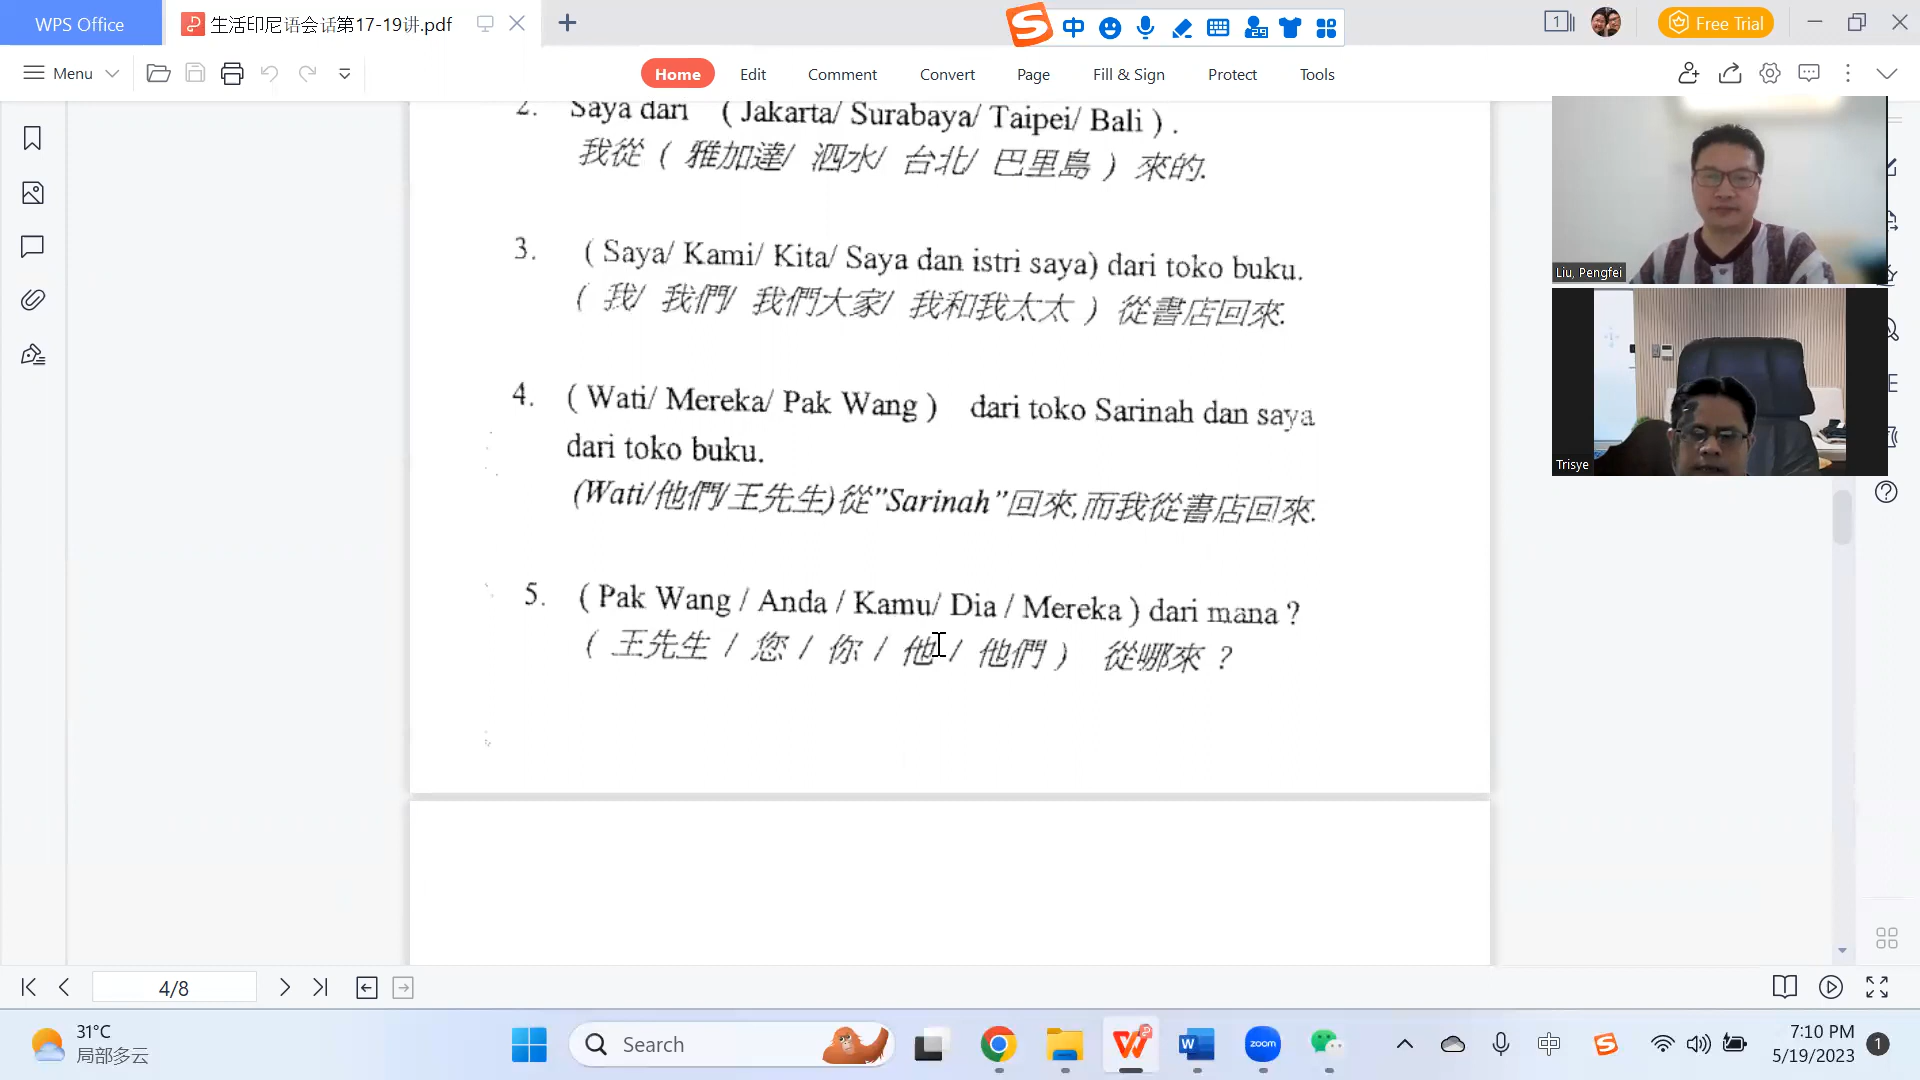 WPS Office
生活印尼语会话第17-19讲.pdf
中
29
1
Free Trial
Menu
Home
Edit
Comment
Convert
Page
Fill & Sign
Protect
Tools
2. Saya dari ( Jakarta/ Surabaya/ Taipei/ Bali ) .
我從 ( 雅加達/ 泗水/ 台北/ 巴里島 ) 來的.
3. ( Saya/ Kami/ Kita/ Saya dan istri saya) dari toko buku.
( 我/ 我們/ 我們大家/ 我和我太太 ) 從書店回來.
4. ( Wati/ Mereka/ Pak Wang ) dari toko Sarinah dan saya
dari toko buku.
(Wati/他們/王先生)從"Sarinah"回來,而我從書店回來.
5. ( Pak Wang / Anda / Kamu/ Dia / Mereka ) dari mana ?
( 王先生 / 您 / 你 / 他 / 他們 ) 從哪來 ?
Liu, Pengfei
Trisye
4/8
31°C
局部多云
Search
zoom
中
7:10 PM
5/19/2023
1